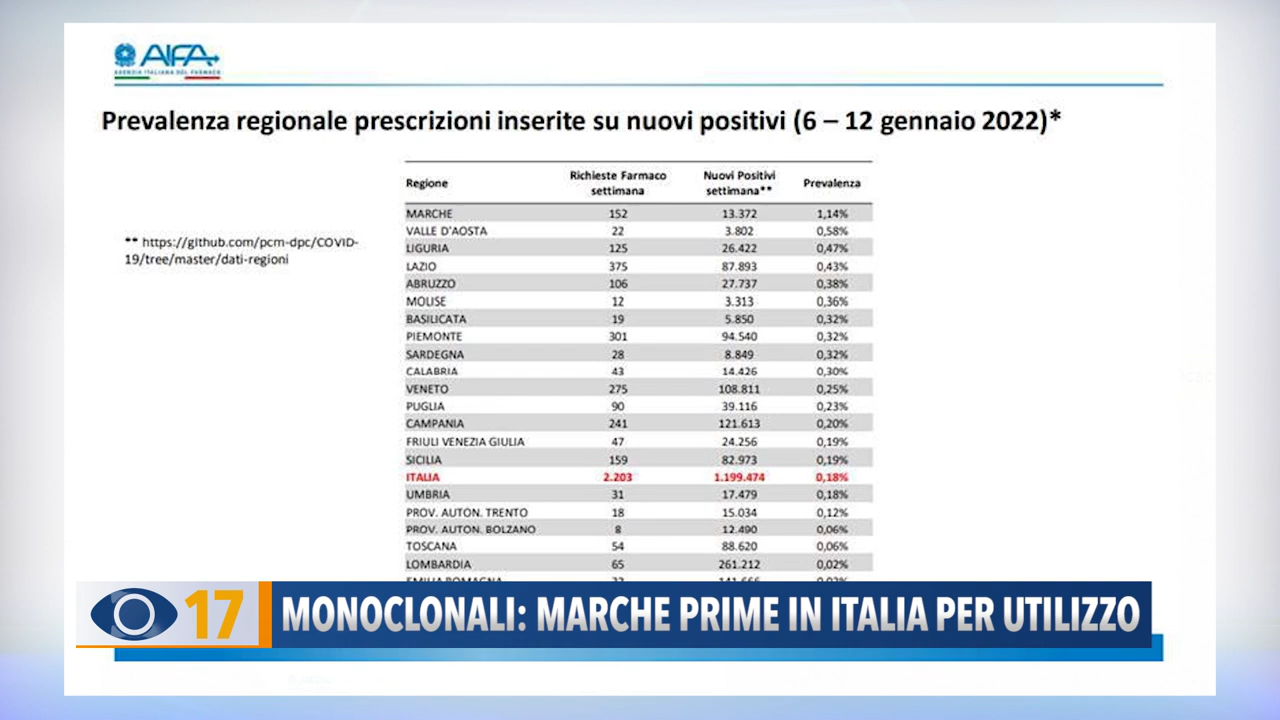 AIFA
AGENZIA ITALIANA DEL FARMACO
Prevalenza regionale prescrizioni inserite su nuovi positivi (6 – 12 gennaio 2022)*
** https://github.com/pcm-dpc/COVID-
19/tree/master/dati-regioni
Regione Richieste Farmaco settimana Nuovi Positivi settimana** Prevalenza
MARCHE 152 13.372 1,14%
VALLE D'AOSTA 22 3.802 0,58%
LIGURIA 125 26.422 0,47%
LAZIO 375 87.893 0,43%
ABRUZZO 106 27.737 0,38%
MOLISE 12 3.313 0,36%
BASILICATA 19 5.850 0,32%
PIEMONTE 301 94.540 0,32%
SARDEGNA 28 8.849 0,32%
CALABRIA 43 14.426 0,30%
VENETO 275 108.811 0,25%
PUGLIA 90 39.116 0,23%
CAMPANIA 241 121.613 0,20%
FRIULI VENEZIA GIULIA 47 24.256 0,19%
SICILIA 159 82.973 0,19%
ITALIA 2.203 1.199.474 0,18%
UMBRIA 31 17.479 0,18%
PROV. AUTON. TRENTO 18 15.034 0,12%
PROV. AUTON. BOLZANO 8 12.490 0,06%
TOSCANA 54 88.620 0,06%
LOMBARDIA 65 261.212 0,02%
EMILIA ROMAGNA
17 MONOCLONALI: MARCHE PRIME IN ITALIA PER UTILIZZO